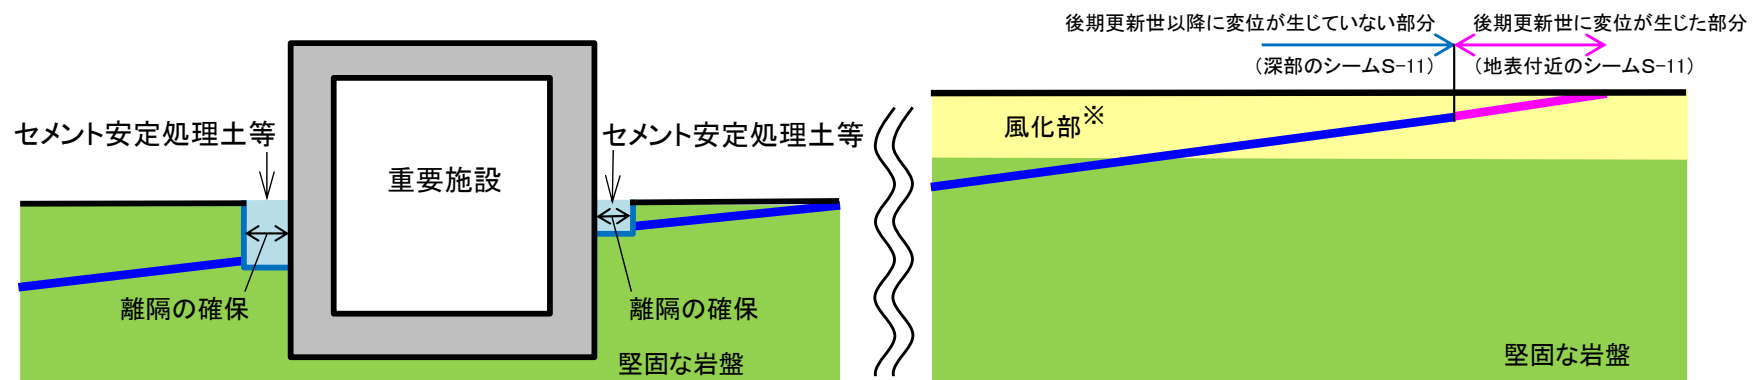 後期更新世以降に変位が生じていない部分
後期更新世に変位が生じた部分
(深部のシームS-11)
(地表付近のシームS-11)
風化部※
セメント安定処理土等
セメント安定処理土等
重要施設
離隔の確保
離隔の確保
堅固な岩盤
堅固な岩盤